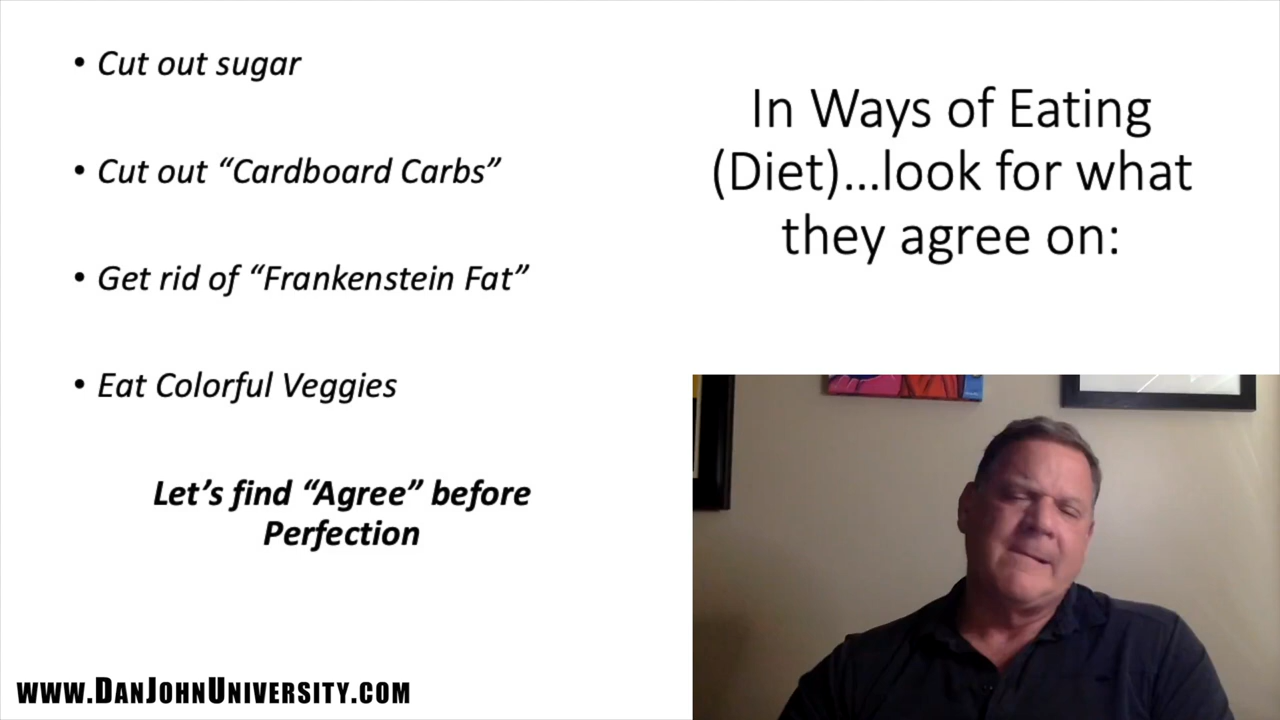 • Cut out sugar
• Cut out “Cardboard Carbs”
• Get rid of “Frankenstein Fat”
• Eat Colorful Veggies
Let’s find “Agree” before
Perfection
In Ways of Eating
(Diet)...look for what
they agree on:
www.DanJohnUniversity.com